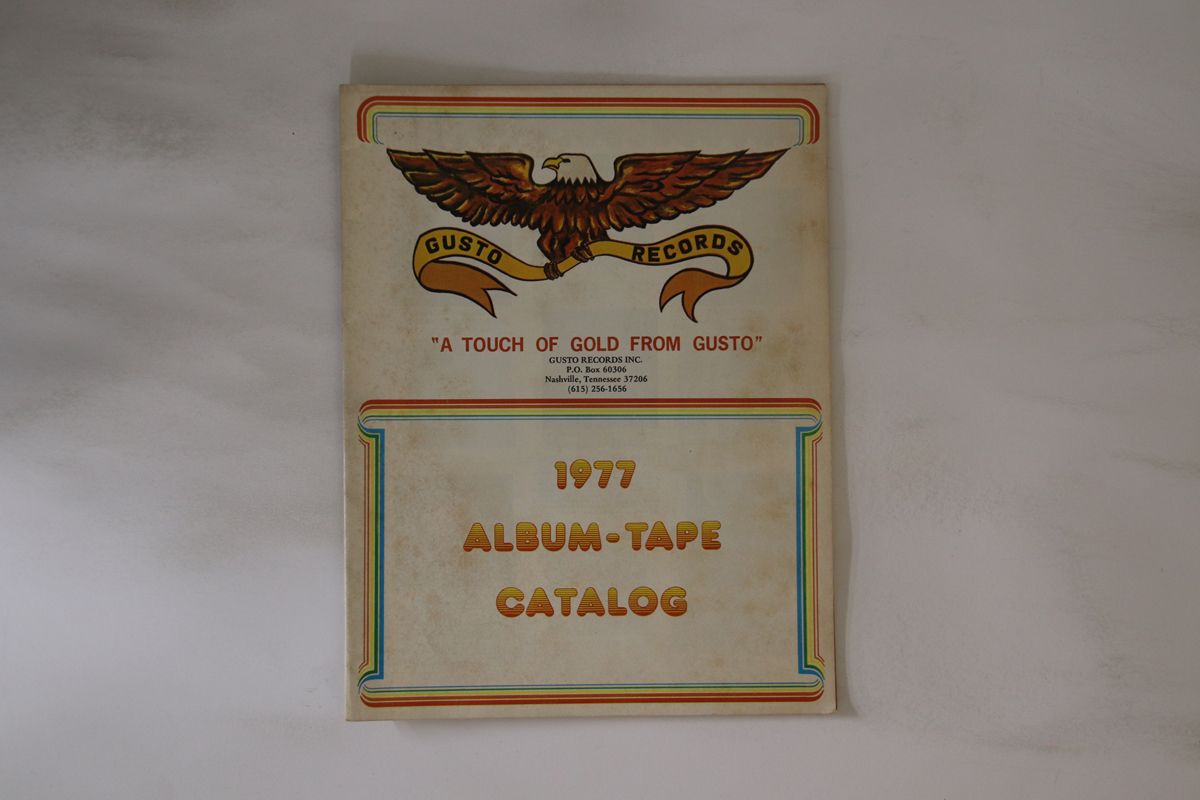 GUSTO RECORDS
"A TOUCH OF GOLD FROM GUSTO"
GUSTO RECORDS INC.
P.O. Box 60306
Nashville, Tennessee 37206
(615) 256-1656
1977
ALBUM-TAPE
CATALOG